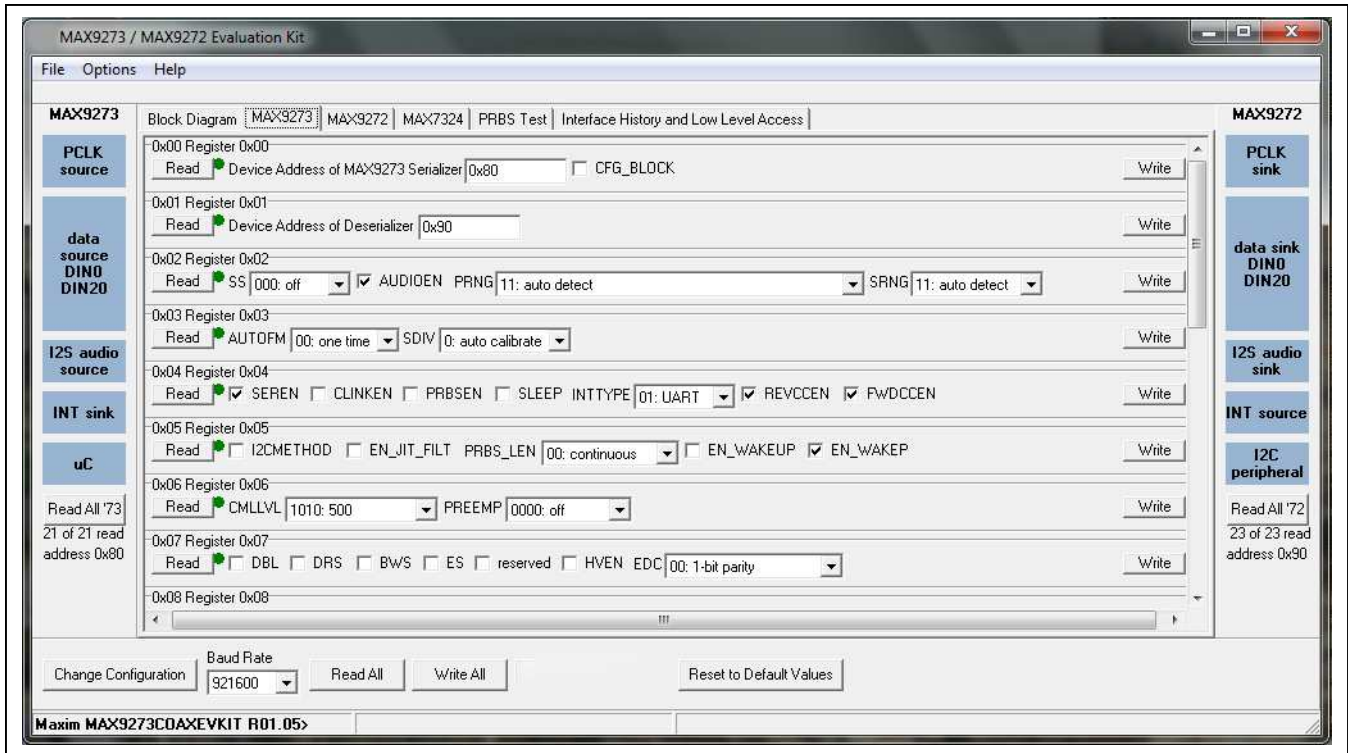 MAX9273 / MAX9272 Evaluation Kit
File Options Help
MAX9273
PCLK
source
data
source
DIN0
DIN20
I2S audio
source
INT sink
uC
Read All '73
21 of 21 read
address 0x80
Block Diagram MAX9273 MAX9272 MAX7324 PRBS Test Interface History and Low Level Access
0x00 Register 0x00
Read Device Address of MAX9273 Serializer 0x80 CFG_BLOCK Write
0x01 Register 0x01
Read Device Address of Deserializer 0x90 Write
0x02 Register 0x02
Read SS 000: off AUDIOEN PRNG 11: auto detect SRNG 11: auto detect Write
0x03 Register 0x03
Read AUTOFM 00: one time SDIV 0: auto calibrate Write
0x04 Register 0x04
Read SEREN CLINKEN PRBSEN SLEEP INTTYPE 01: UART REVCCEN FWDCCEN Write
0x05 Register 0x05
Read I2CMETHOD EN_JIT_FILT PRBS_LEN 00: continuous EN_WAKEUP EN_WAKEP Write
0x06 Register 0x06
Read CMLLVL 1010: 500 PREEMP 0000: off Write
0x07 Register 0x07
Read DBL DRS BWS ES reserved HVEN EDC 00: 1-bit parity Write
0x08 Register 0x08
MAX9272
PCLK
sink
data sink
DIN0
DIN20
I2S audio
sink
INT source
I2C
peripheral
Read All '72
23 of 23 read
address 0x90
Change Configuration
Baud Rate
921600
Read All
Write All
Reset to Default Values
Maxim MAX9273COAXEVKIT R01.05>